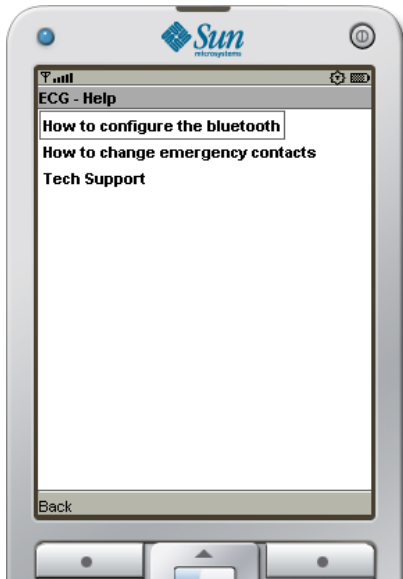 Sun
microsystems
ECG - Help
How to configure the bluetooth
How to change emergency contacts
Tech Support
Back